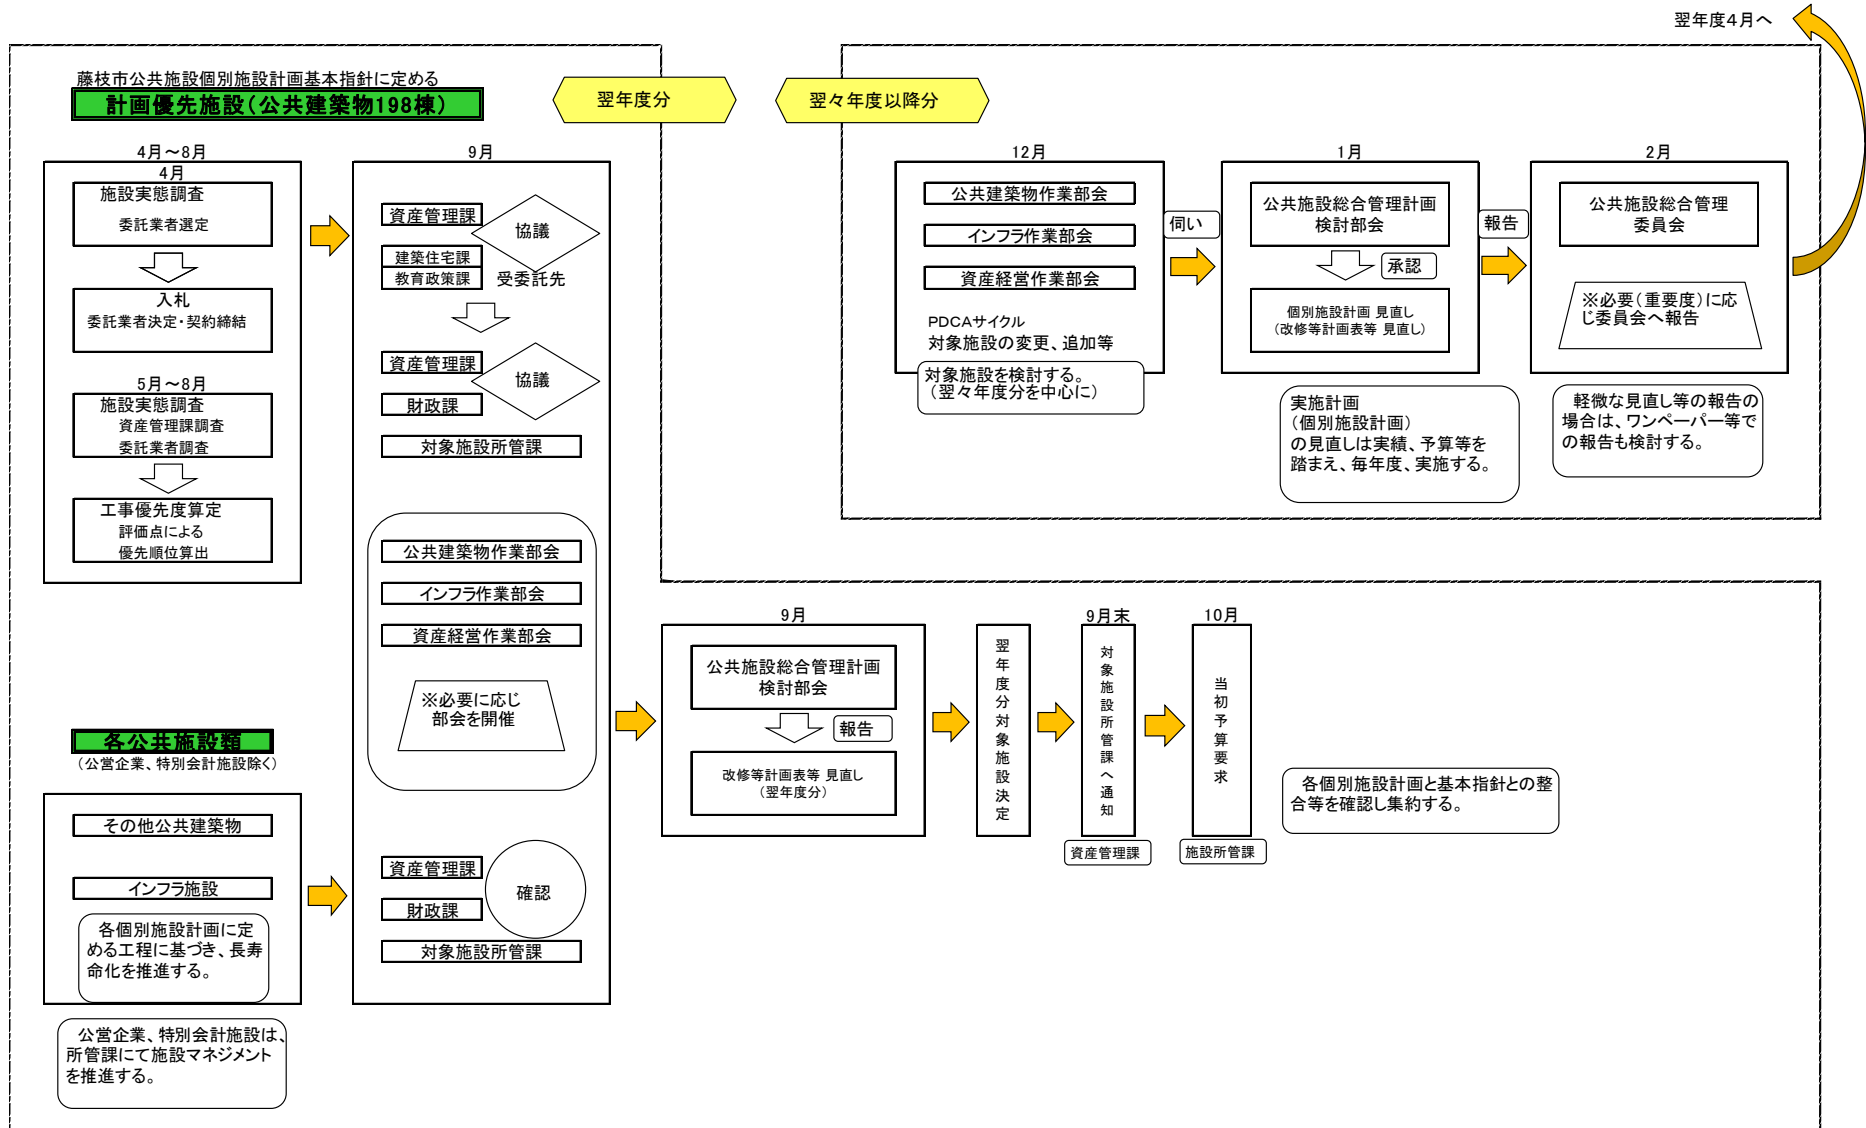 翌年度4月へ
藤枝市公共施設個別施設計画基本指針に定める
計画優先施設(公共建築物198棟)
翌年度分
翌々年度以降分
4月~8月
4月
施設実態調査
委託業者選定
入札
委託業者決定・契約締結
5月~8月
施設実態調査
資産管理課調査
委託業者調査
工事優先度算定
評価点による
優先順位算出
各公共施設類
(公営企業、特別会計施設除く)
その他公共建築物
インフラ施設
各個別施設計画に定
める工程に基づき、長寿
命化を推進する。
公営企業、特別会計施設は、
所管課にて施設マネジメント
を推進する。
9月
資産管理課
協議
建築住宅課
教育政策課
受委託先
資産管理課
協議
財政課
対象施設所管課
公共建築物作業部会
インフラ作業部会
資産経営作業部会
※必要に応じ
部会を開催
資産管理課
確認
財政課
対象施設所管課
9月
公共施設総合管理計画
検討部会
報告
改修等計画表等 見直し
(翌年度分)
翌年度分対象施設決定
9月末
対象施設所管課へ通知
資産管理課
10月
当初予算要求
施設所管課
各個別施設計画と基本指針との整
合等を確認し集約する。
12月
公共建築物作業部会
インフラ作業部会
資産経営作業部会
PDCAサイクル
対象施設の変更、追加等
対象施設を検討する。
(翌々年度分を中心に)
伺い
1月
公共施設総合管理計画
検討部会
承認
個別施設計画 見直し
(改修等計画表等 見直し)
実施計画
(個別施設計画)
の見直しは実績、予算等を
踏まえ、毎年度、実施する。
報告
2月
公共施設総合管理
委員会
※必要(重要度)に応
じ委員会へ報告
軽微な見直し等の報告の
場合は、ワンペーパー等で
の報告も検討する。